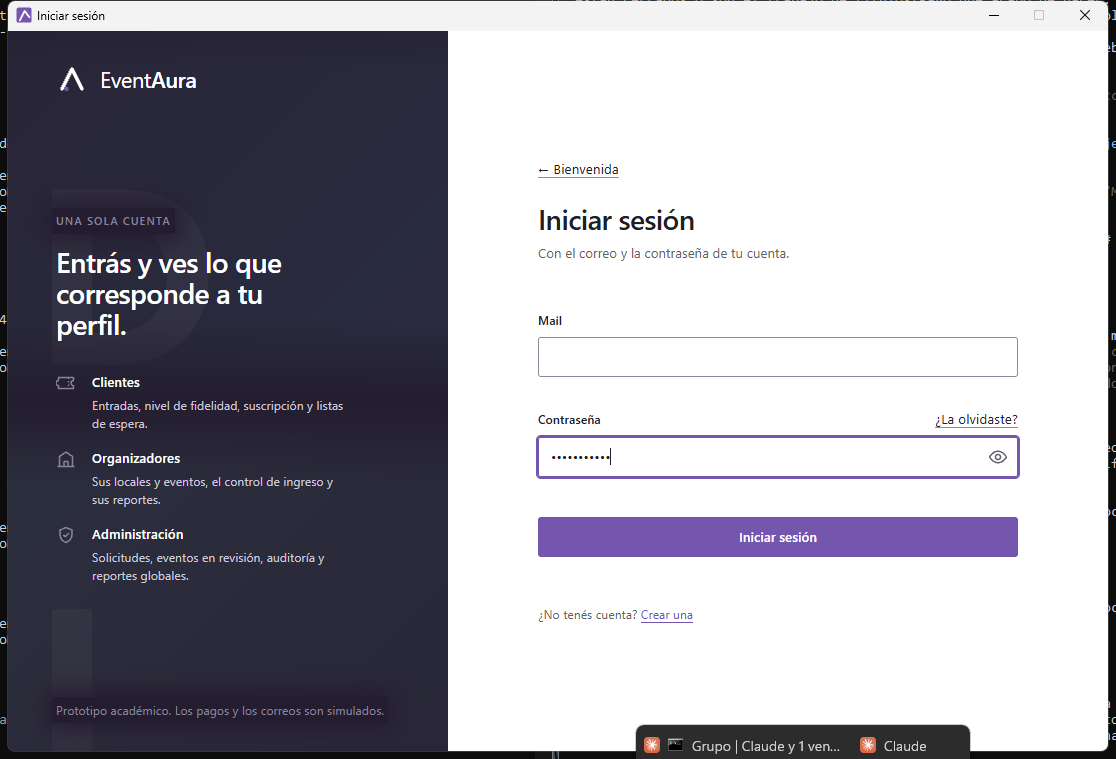 Iniciar sesión
EventAura
UNA SOLA CUENTA
Entrás y ves lo que
corresponde a tu
perfil.
Clientes
Entradas, nivel de fidelidad, suscripción y listas
de espera.
Organizadores
Sus locales y eventos, el control de ingreso y
sus reportes.
Administración
Solicitudes, eventos en revisión, auditoría y
reportes globales.
Prototipo académico. Los pagos y los correos son simulados.
← Bienvenida
Iniciar sesión
Con el correo y la contraseña de tu cuenta.
Mail
Contraseña
¿La olvidaste?
•••••••••••
Iniciar sesión
¿No tenés cuenta? Crear una
Grupo | Claude y 1 ven...
Claude